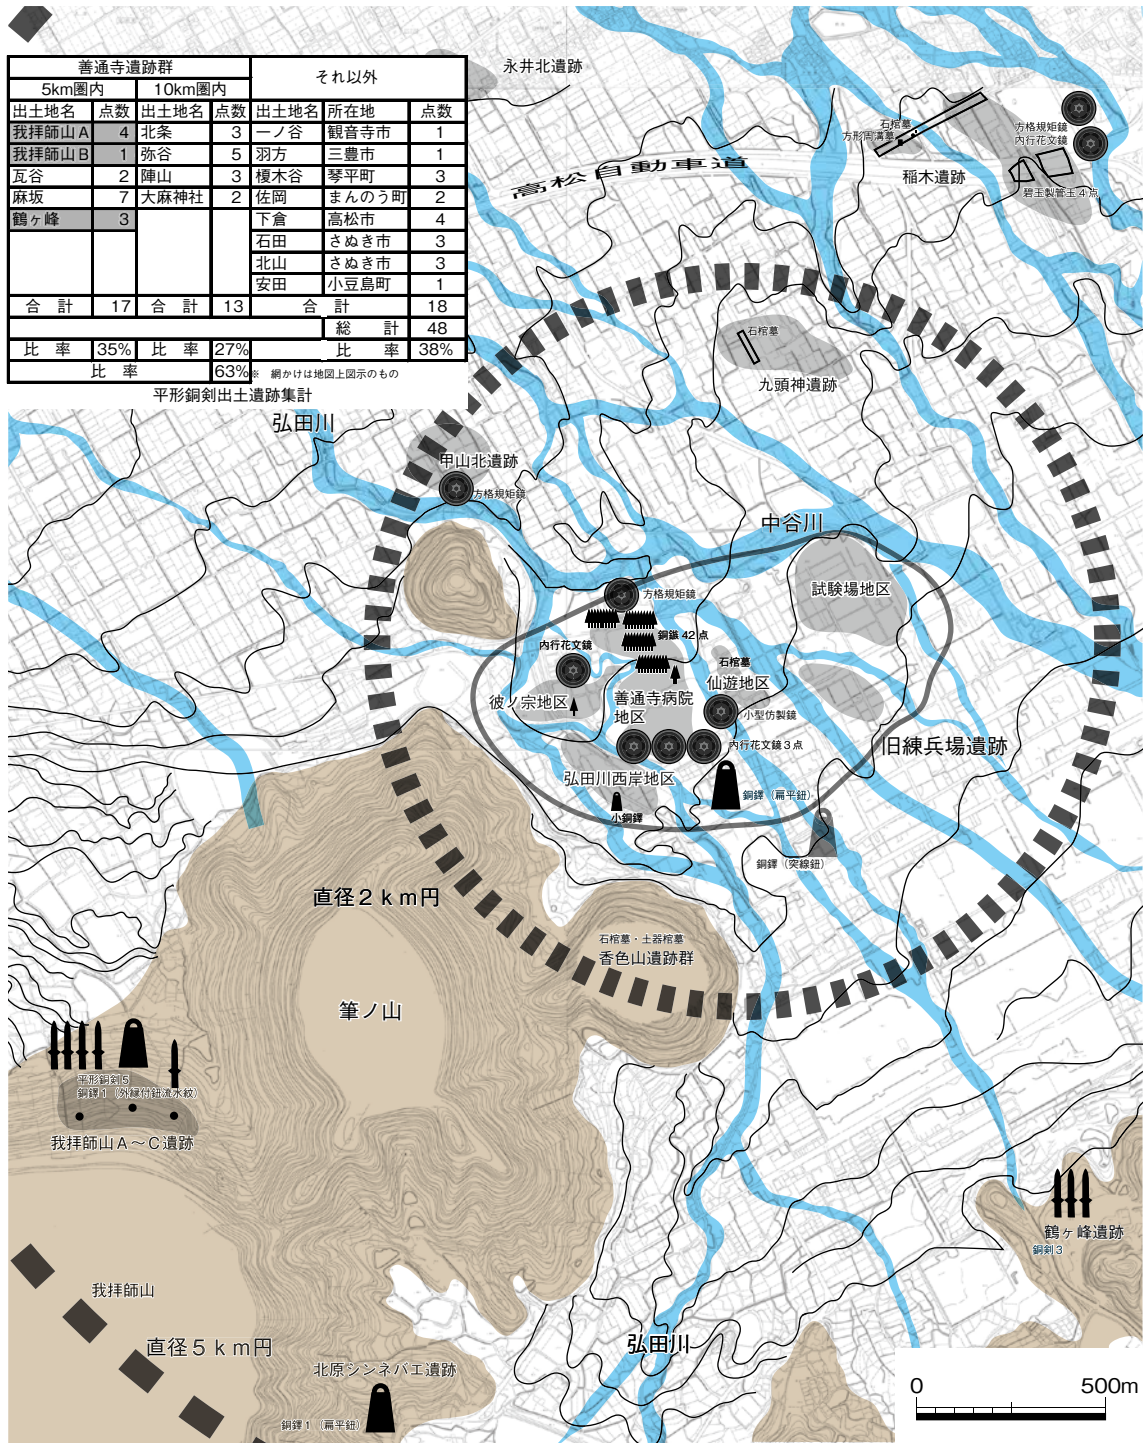 善通寺遺跡群 それ以外
5km圏内 10km圏内
出土地名 点数 出土地名 点数 出土地名 所在地 点数
我拝師山A 4 北条 3 一ノ谷 観音寺市 1
我拝師山B 1 弥谷 5 羽方 三豊市 1
瓦谷 2 陣山 3 榎木谷 琴平町 3
麻坂 7 大麻神社 2 佐岡 まんのう町 2
鶴ヶ峰 3 下倉 高松市 4
石田 さぬき市 3
北山 さぬき市 3
安田 小豆島町 1
合計 17 合計 13 合計 18
総計 48
比率 35% 比率 27% 比率 38%
比率 63%
※ 網かけは地図上図示のもの
平形銅剣出土遺跡集計
永井北遺跡
高松自動車道
石棺墓
方形周溝墓
稲木遺跡
方格規矩鏡
内行花文鏡
碧玉製管玉4点
石棺墓
九頭神遺跡
弘田川
甲山北遺跡
方格規矩鏡
中谷川
試験場地区
方格規矩鏡
銅鏃42点
内行花文鏡
石棺墓
仙遊地区
彼ノ宗地区
善通寺病院
地区
小型仿製鏡
内行花文鏡3点
旧練兵場遺跡
弘田川西岸地区
小銅鐸
銅鐸(扁平鈕)
銅鐸(突線鈕)
直径2km円
石棺墓・土器棺墓
香色山遺跡群
筆ノ山
平形銅剣5
銅鐸1(外縁付鈕流水紋)
我拝師山A～C遺跡
鶴ヶ峰遺跡
銅剣3
我拝師山
直径5km円
弘田川
北原シンネバエ遺跡
銅鐸1(扁平鈕)
0 500m